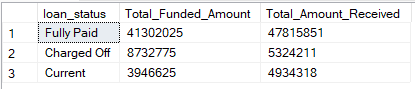 loan_status Total_Funded_Amount Total_Amount_Received
1 Fully Paid 41302025 47815851
2 Charged Off 8732775 5324211
3 Current 3946625 4934318